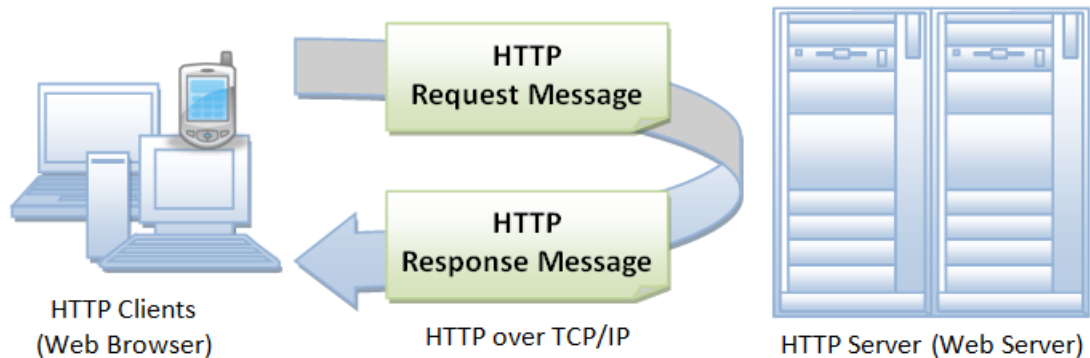 HTTP
Request Message
HTTP
Response Message
HTTP Clients
(Web Browser)
HTTP over TCP/IP
HTTP Server (Web Server)